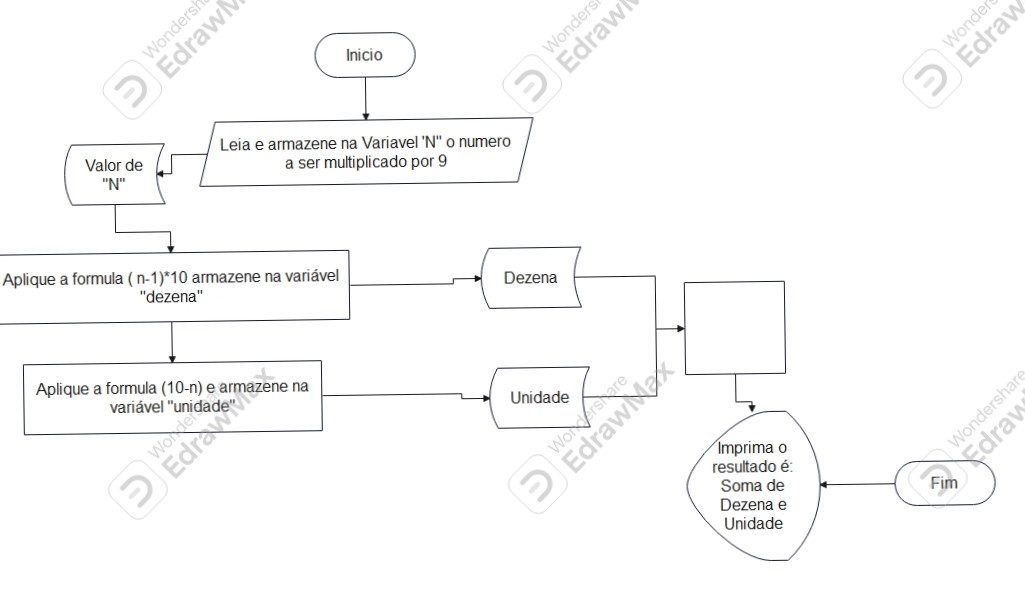 Inicio
Leia e armazene na Variavel 'N" o numero
a ser multiplicado por 9
Valor de
"N"
Aplique a formula ( n-1)*10 armazene na variável
"dezena"
Dezena
Aplique a formula (10-n) e armazene na
variável "unidade"
Unidade
Imprima o
resultado é:
Soma de
Dezena e
Unidade
Fim
Wondershare
EdrawMax
Wondershare
EdrawMax
Wondershare
EdrawMax
Wondershare
EdrawMax
Wondershare
EdrawMax
Wondershare
EdrawMax